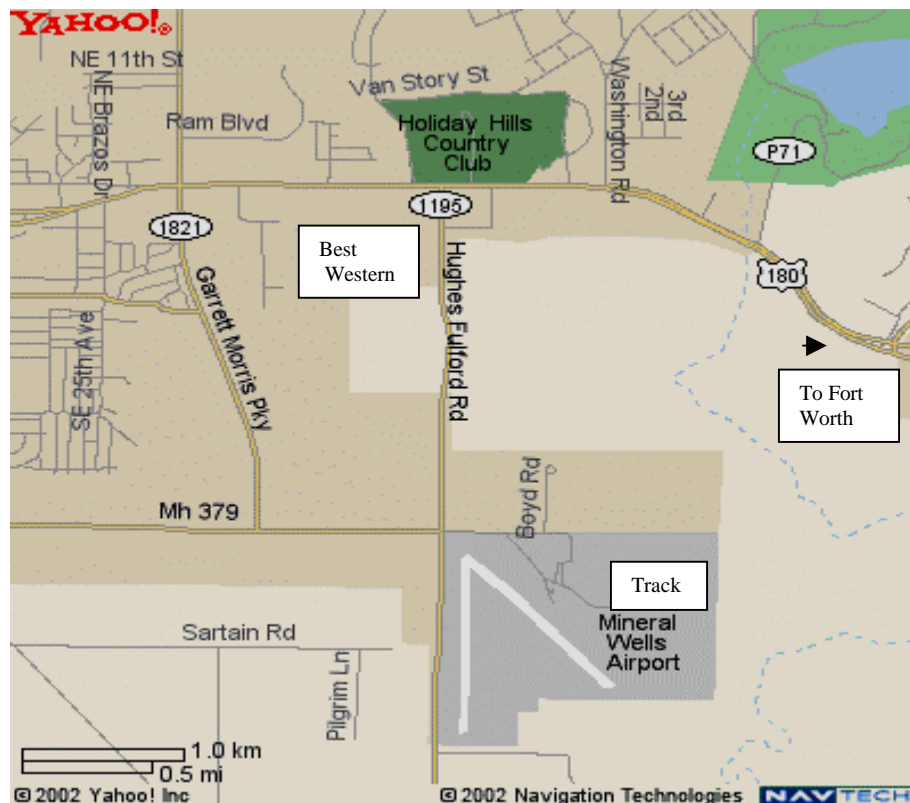 YAHOO!®
NE 11th St
NE Brazos Dr
Van Story St
Ram Blvd
Holiday Hills
Country
Club
Washington Rd
3rd
2nd
P71
1821
1195
180
Best
Western
Garrett Morris Pky
Hughes Fulford Rd
SE 25th Ave
To Fort
Worth
Mh 379
Boyd Rd
Track
Mineral
Wells
Airport
Sartain Rd
Pilgrim Ln
1.0 km
0.5 mi
© 2002 Yahoo! Inc
© 2002 Navigation Technologies
NAVTECH